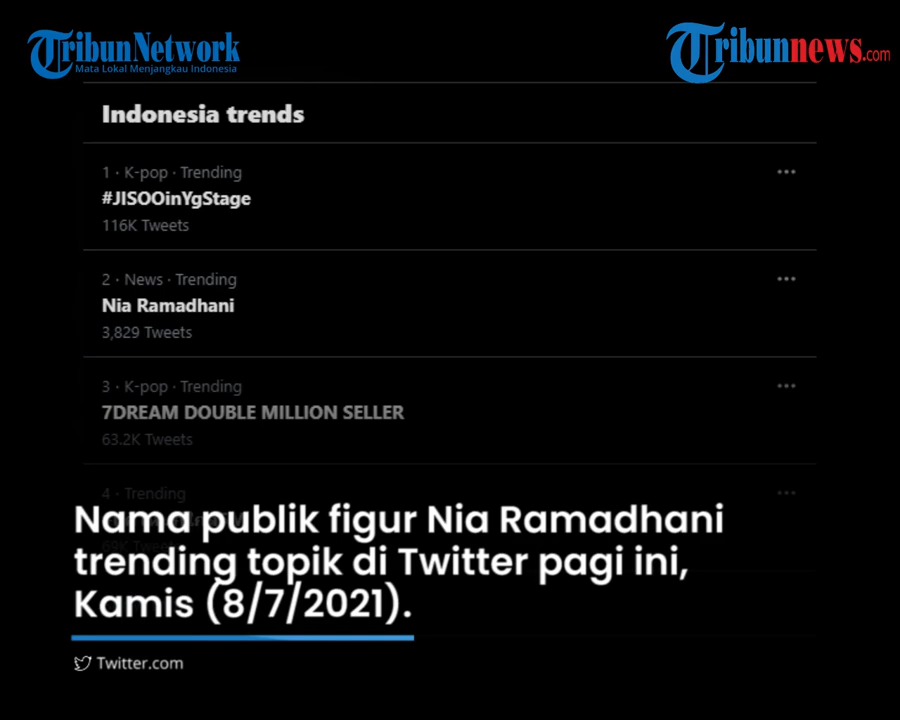 Tribun Network
Mata Lokal Menjangkau Indonesia
Tribunnews.com
Indonesia trends
1 · K-pop · Trending
#JISOOinYgStage
116K Tweets
2 · News · Trending
Nia Ramadhani
3,829 Tweets
3 · K-pop · Trending
7DREAM DOUBLE MILLION SELLER
63.2K Tweets
4 · Trending
Nama publik figur Nia Ramadhani
trending topik di Twitter pagi ini,
Kamis (8/7/2021).
Twitter.com